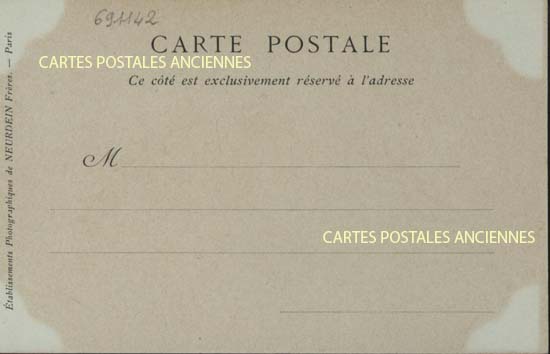 691142
CARTE POSTALE
CARTES POSTALES ANCIENNES
Ce côté est exclusivement réservé à l'adresse
M
CARTES POSTALES ANCIENNES
Établissements Photographiques de NEURDEIN Frères. — Paris